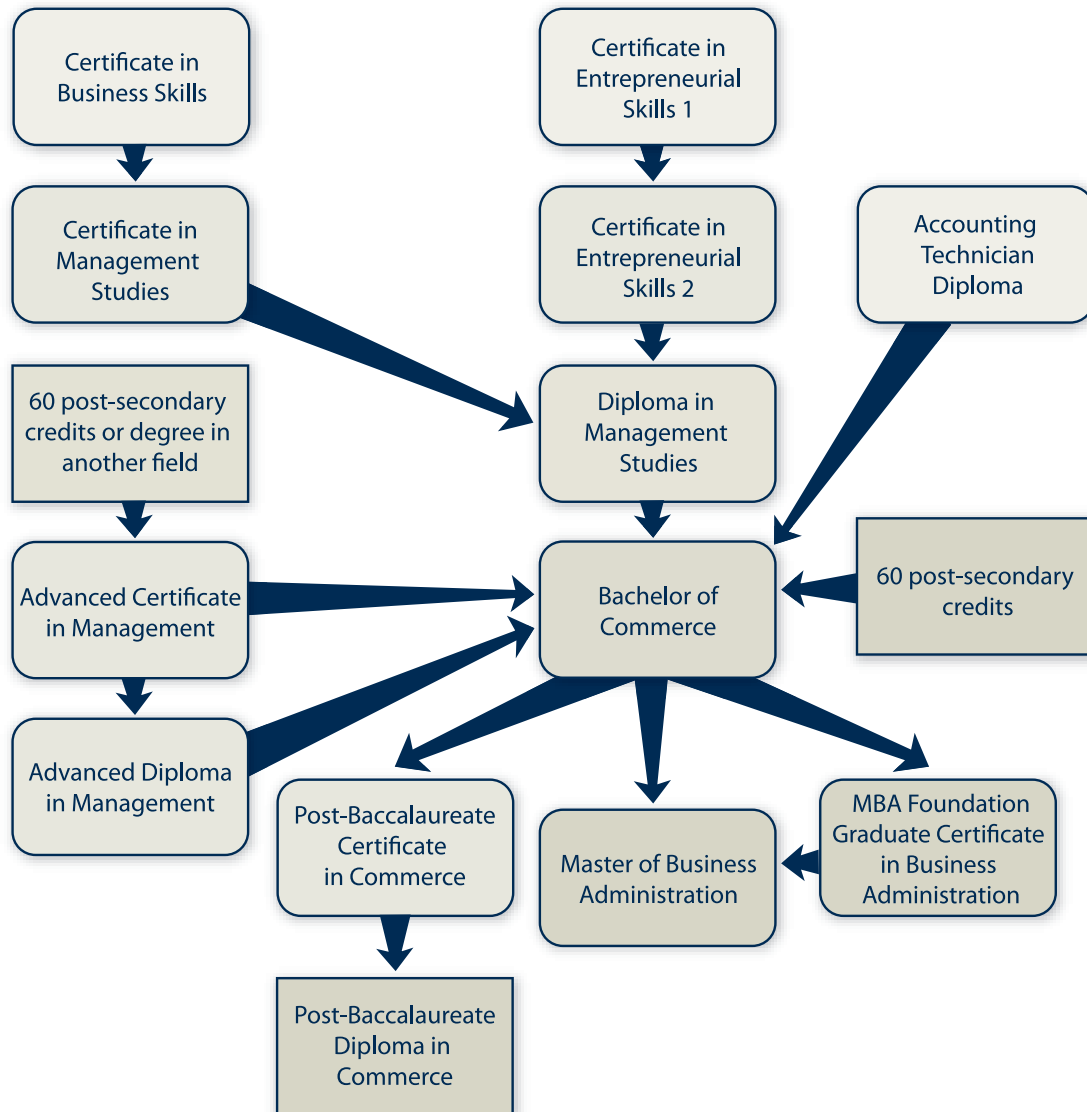 Certificate in
Business Skills
Certificate in
Entrepreneurial
Skills 1
Certificate in
Management
Studies
Certificate in
Entrepreneurial
Skills 2
Accounting
Technician
Diploma
60 post-secondary
credits or degree in
another field
Diploma in
Management
Studies
Advanced Certificate
in Management
Bachelor of
Commerce
60 post-secondary
credits
Advanced Diploma
in Management
Post-Baccalaureate
Certificate
in Commerce
Master of Business
Administration
MBA Foundation
Graduate Certificate
in Business
Administration
Post-Baccalaureate
Diploma in
Commerce